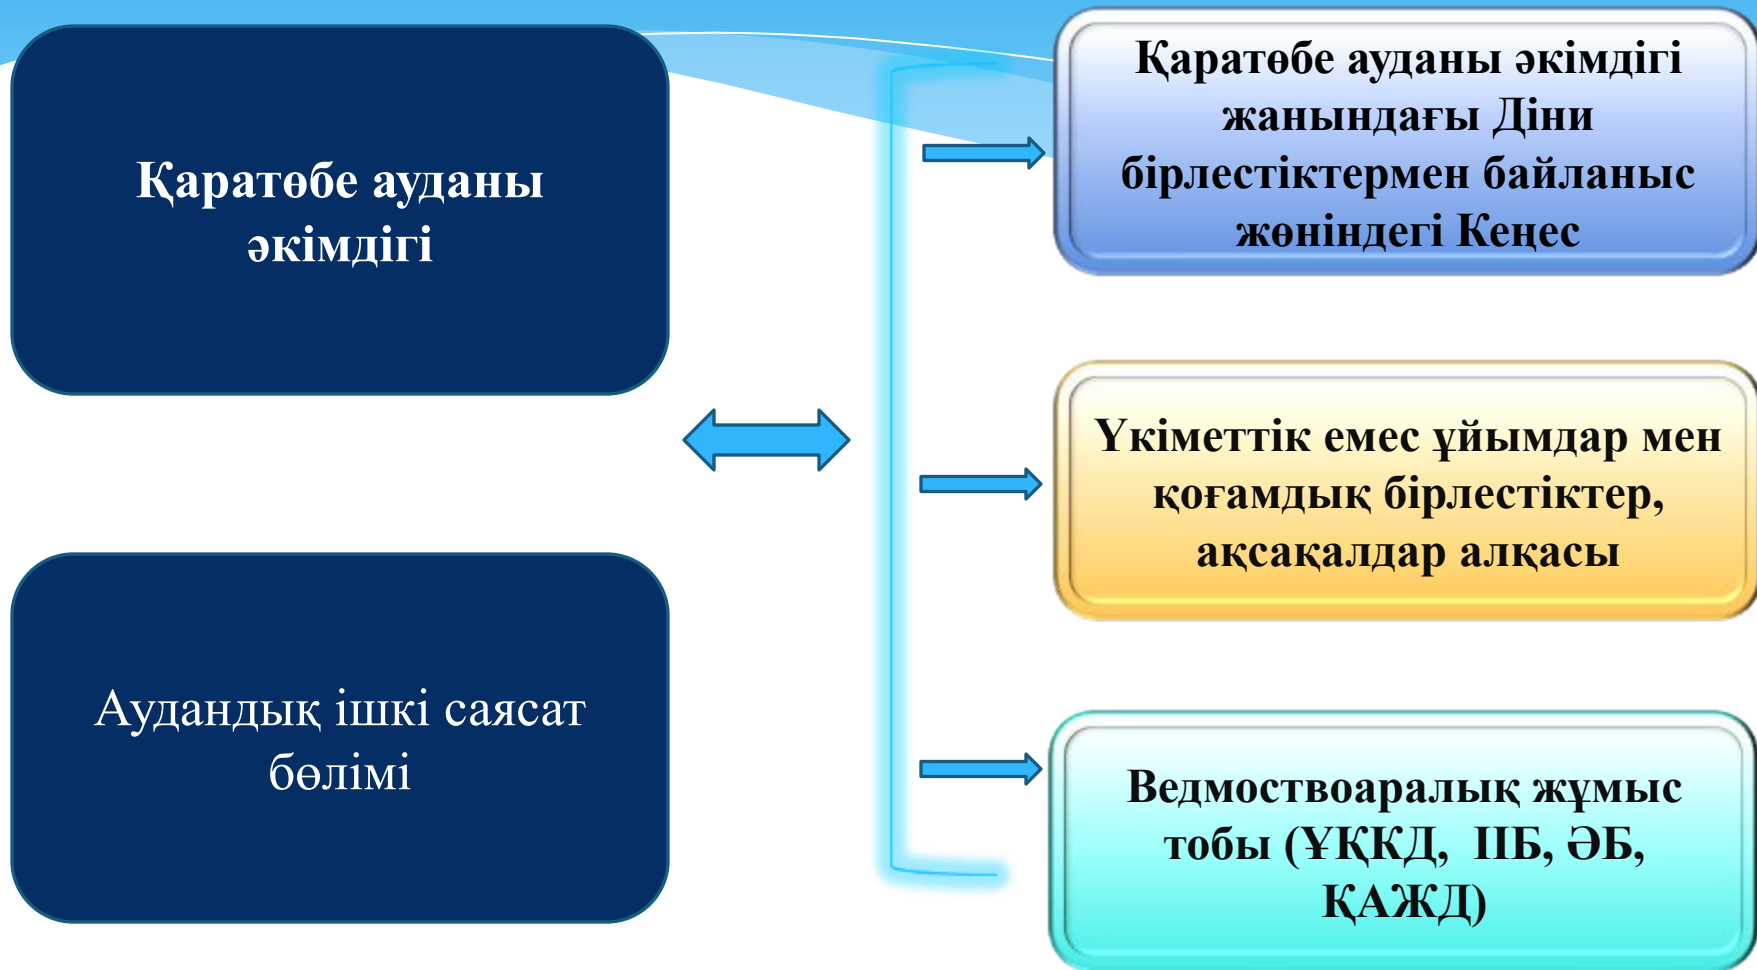 Қаратөбе ауданы
әкімдігі
Аудандық ішкі саясат
бөлімі
Қаратөбе ауданы әкімдігі
жанындағы Діни
бірлестіктермен байланыс
жөніндегі Кеңес
Үкіметтік емес ұйымдар мен
қоғамдық бірлестіктер,
ақсақалдар алқасы
Ведмоствоаралық жұмыс
тобы (ҰҚКД, ІІБ, ӘБ,
ҚАЖД)